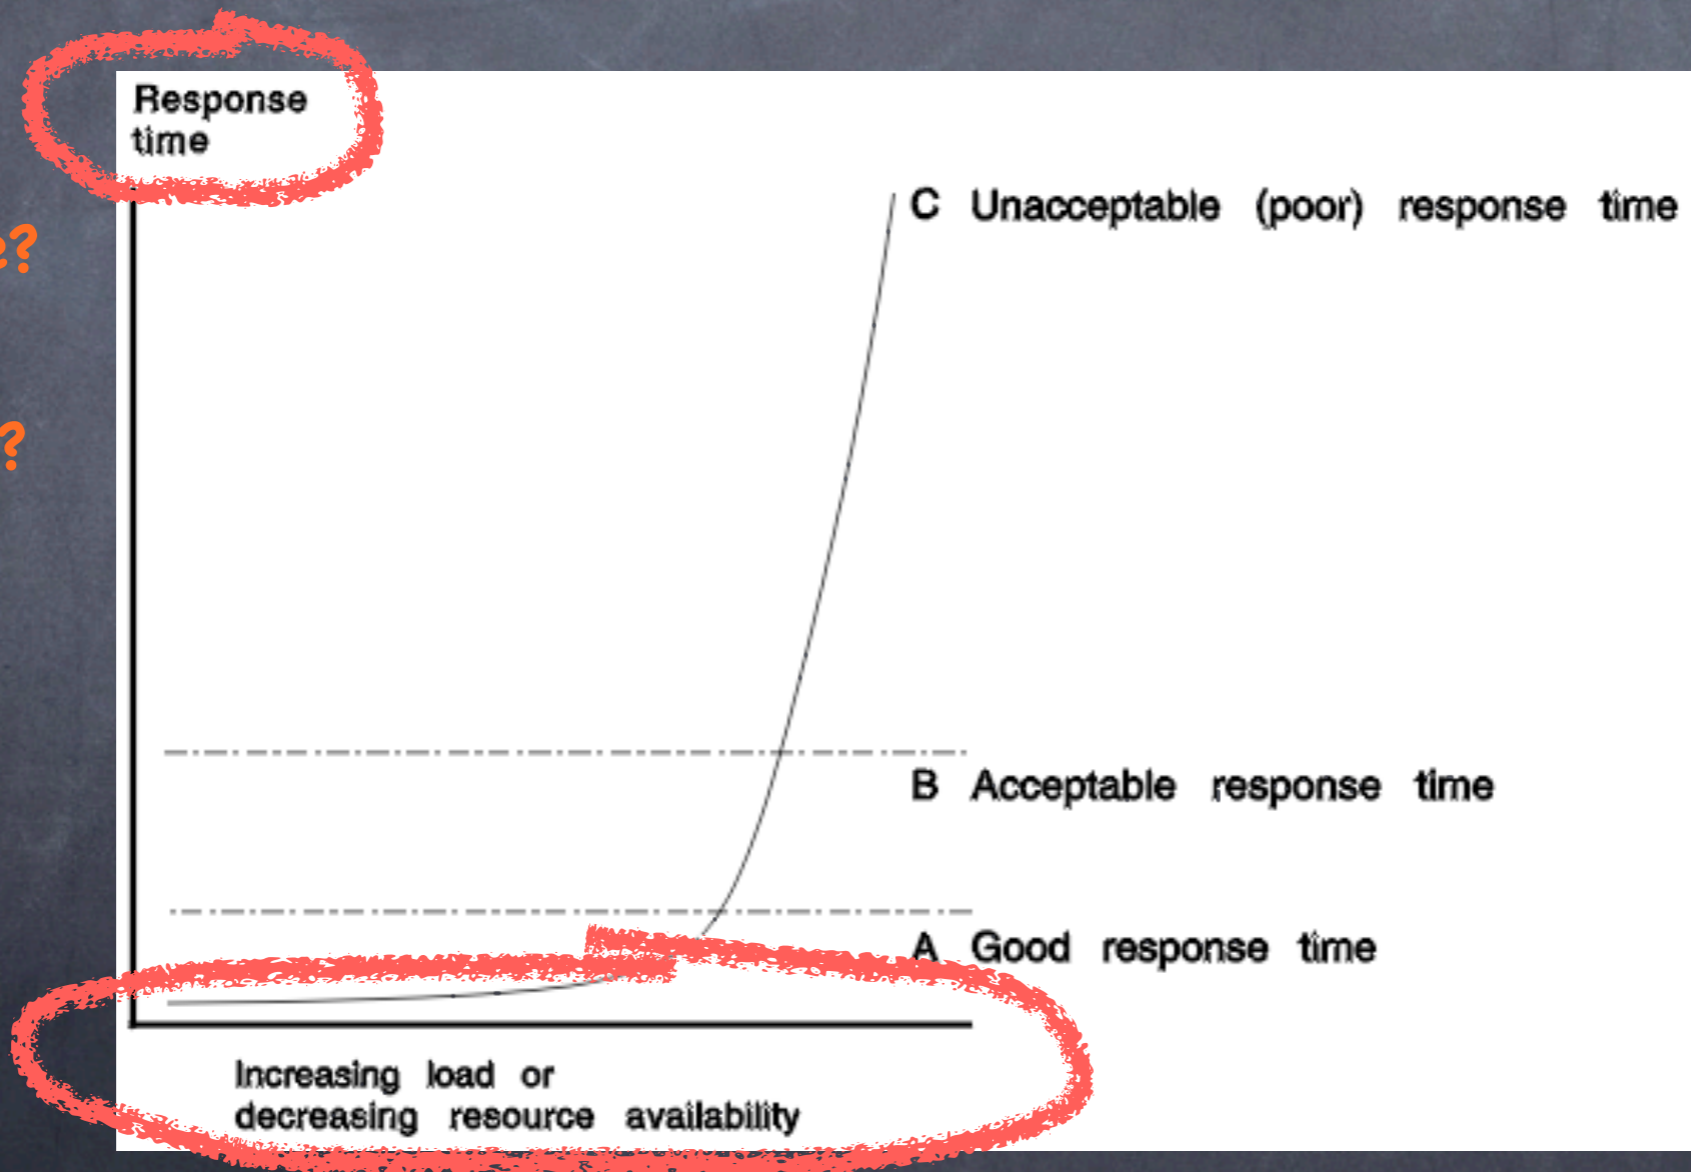 Response
time
C Unacceptable (poor) response time
?
?
B Acceptable response time
A Good response time
Increasing load or
decreasing resource availability